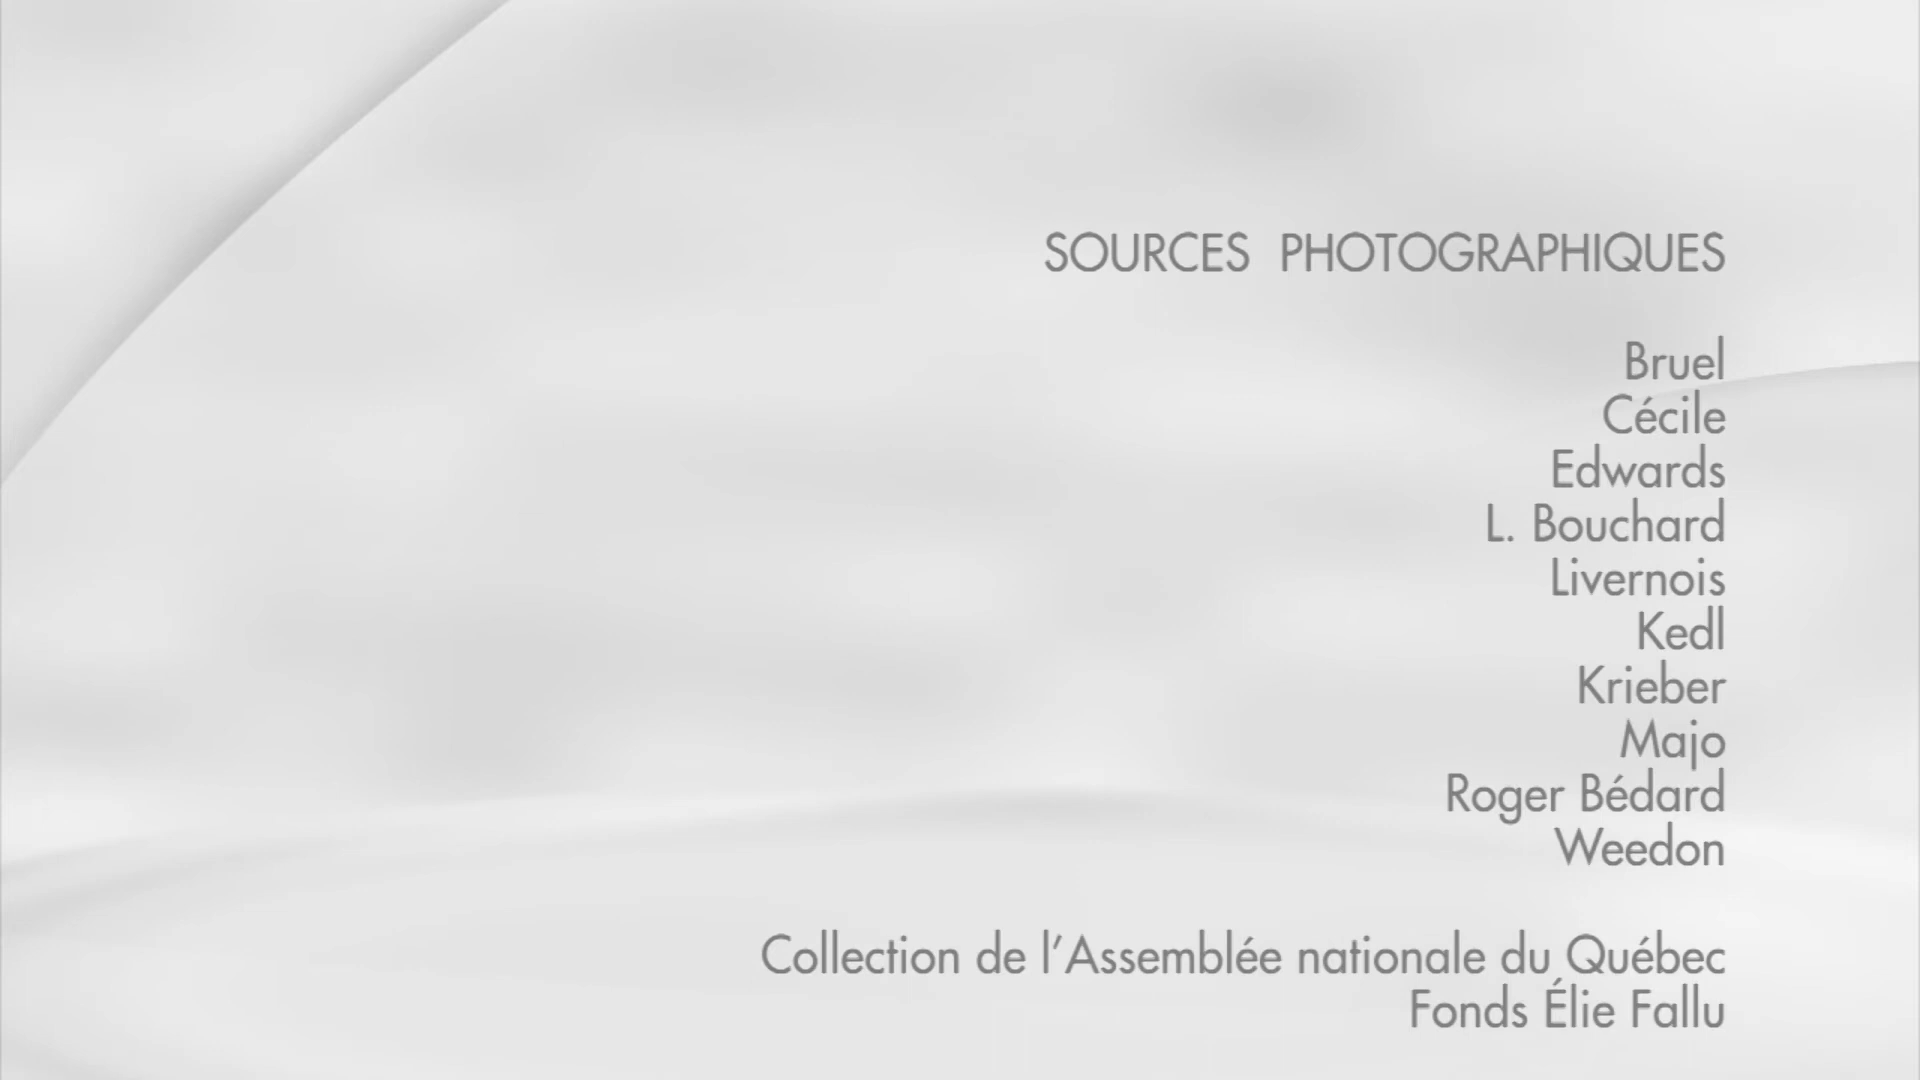 SOURCES PHOTOGRAPHIQUES
Bruel
Cécile
Edwards
L. Bouchard
Livernois
Kedl
Krieber
Majo
Roger Bédard
Weedon
Collection de l’Assemblée nationale du Québec
Fonds Élie Fallu